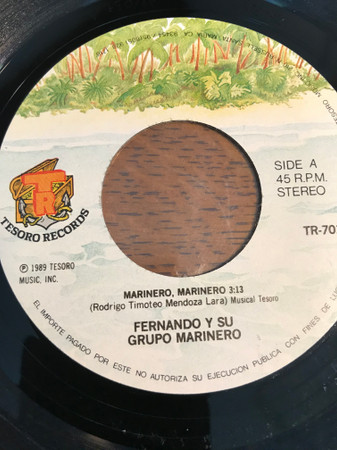 SIDE A
45 R.P.M.
STEREO
TR
TESORO RECORDS
TR-70
℗ 1989 TESORO
MUSIC, INC.
MARINERO, MARINERO 3:13
(Rodrigo Timoteo Mendoza Lara) Musical Tesoro
FERNANDO Y SU
GRUPO MARINERO
EL IMPORTE PAGADO POR ESTE NO AUTORIZA SU EJECUCION PUBLICA CON FINES DE